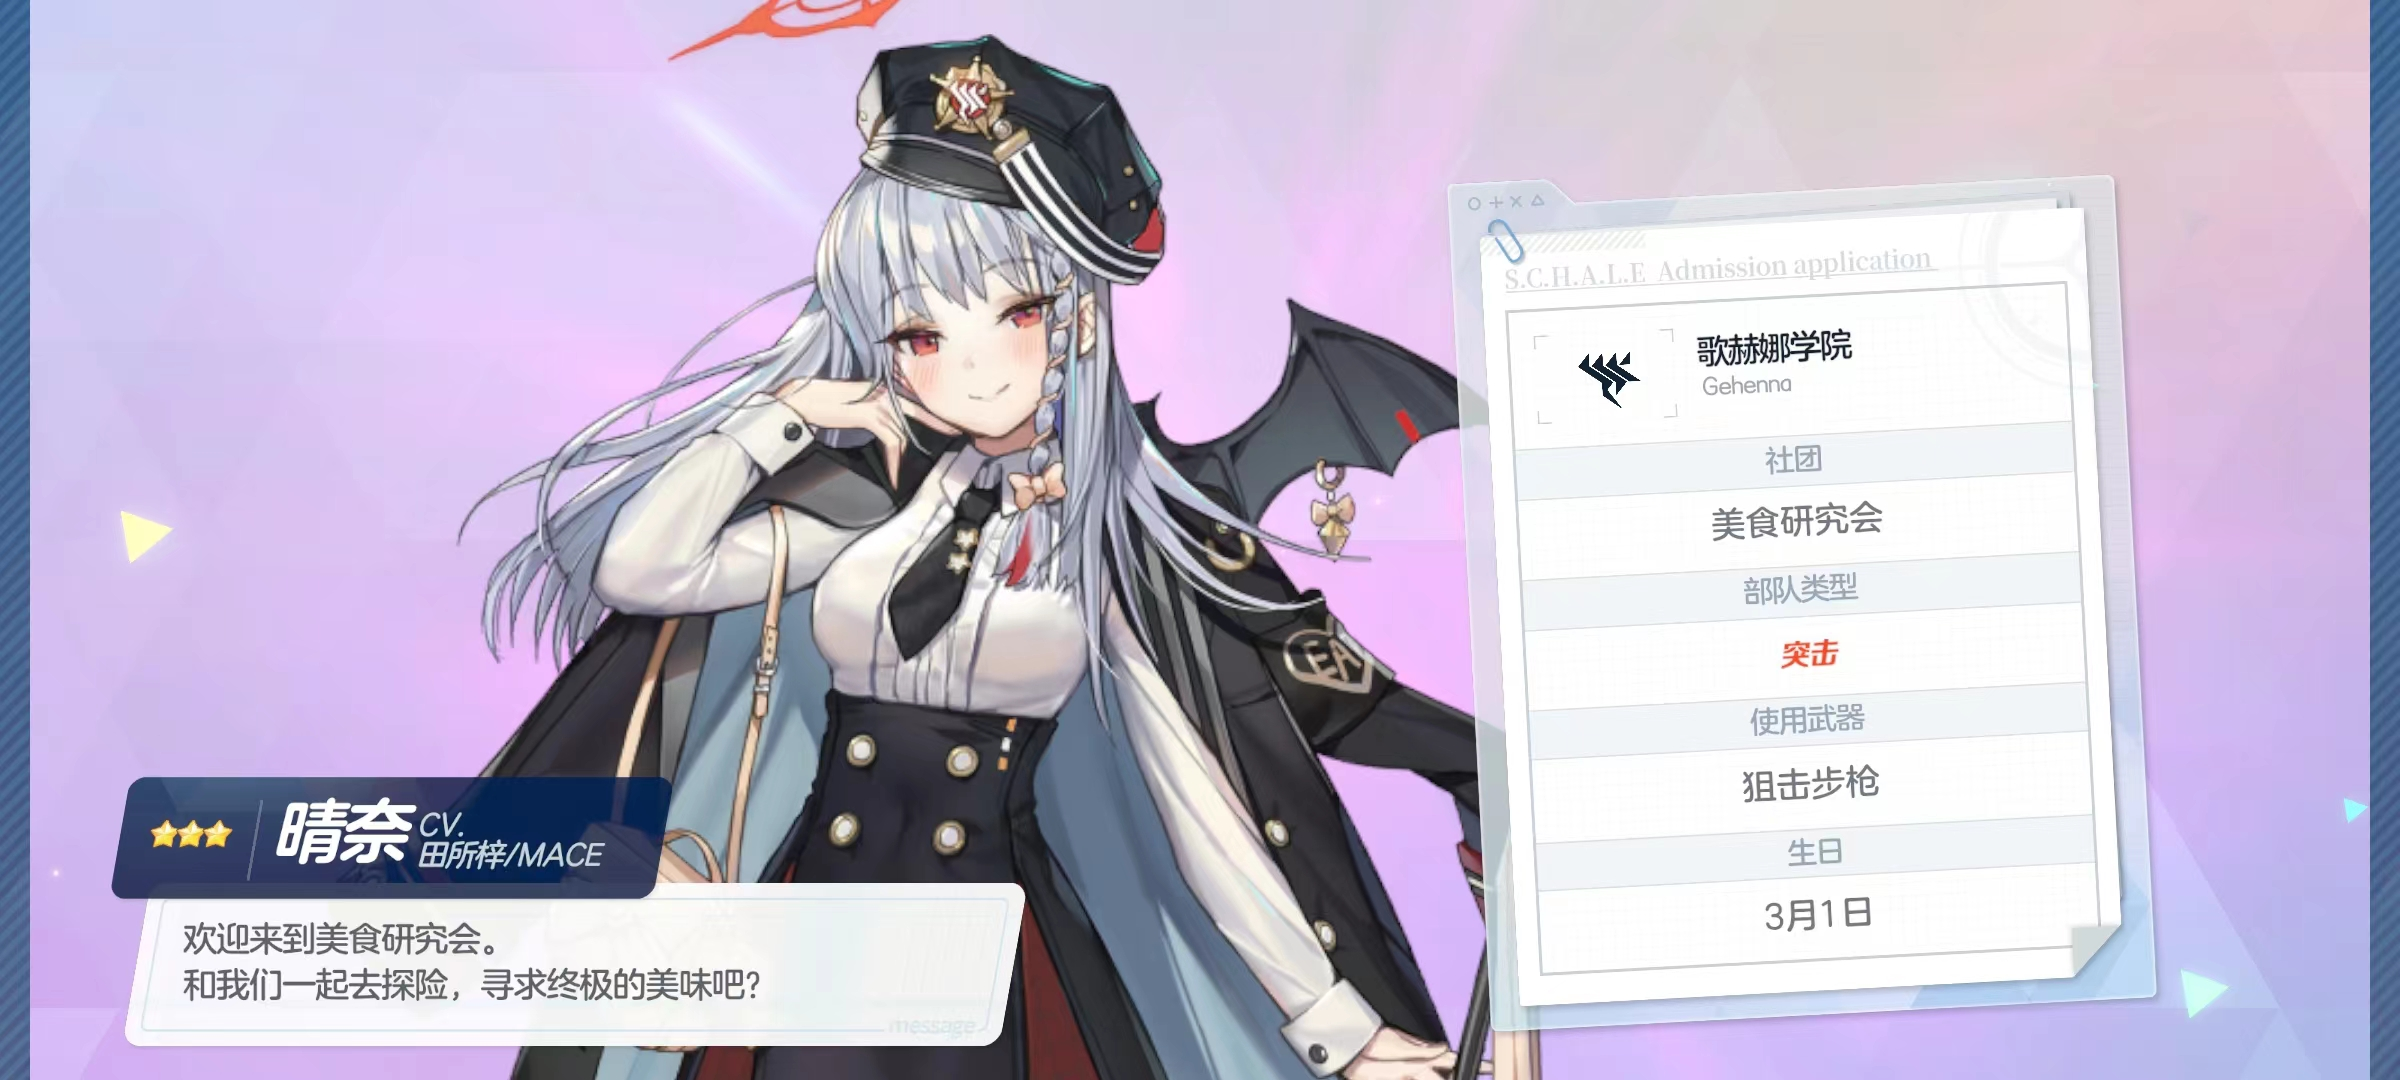 晴奈
CV.
田所梓/MACE
欢迎来到美食研究会。
和我们一起去探险，寻求终极的美味吧?
message
S.C.H.A.L.E Admission application
歌赫娜学院
Gehenna
社团
美食研究会
部队类型
突击
使用武器
狙击步枪
生日
3月1日
EA